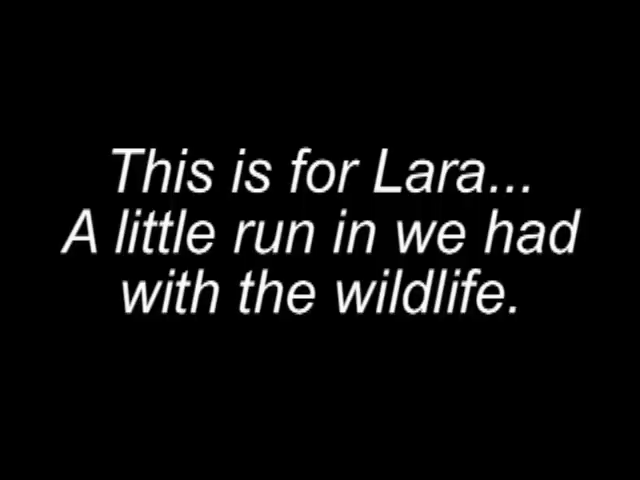 This is for Lara...
A little run in we had
with the wildlife.